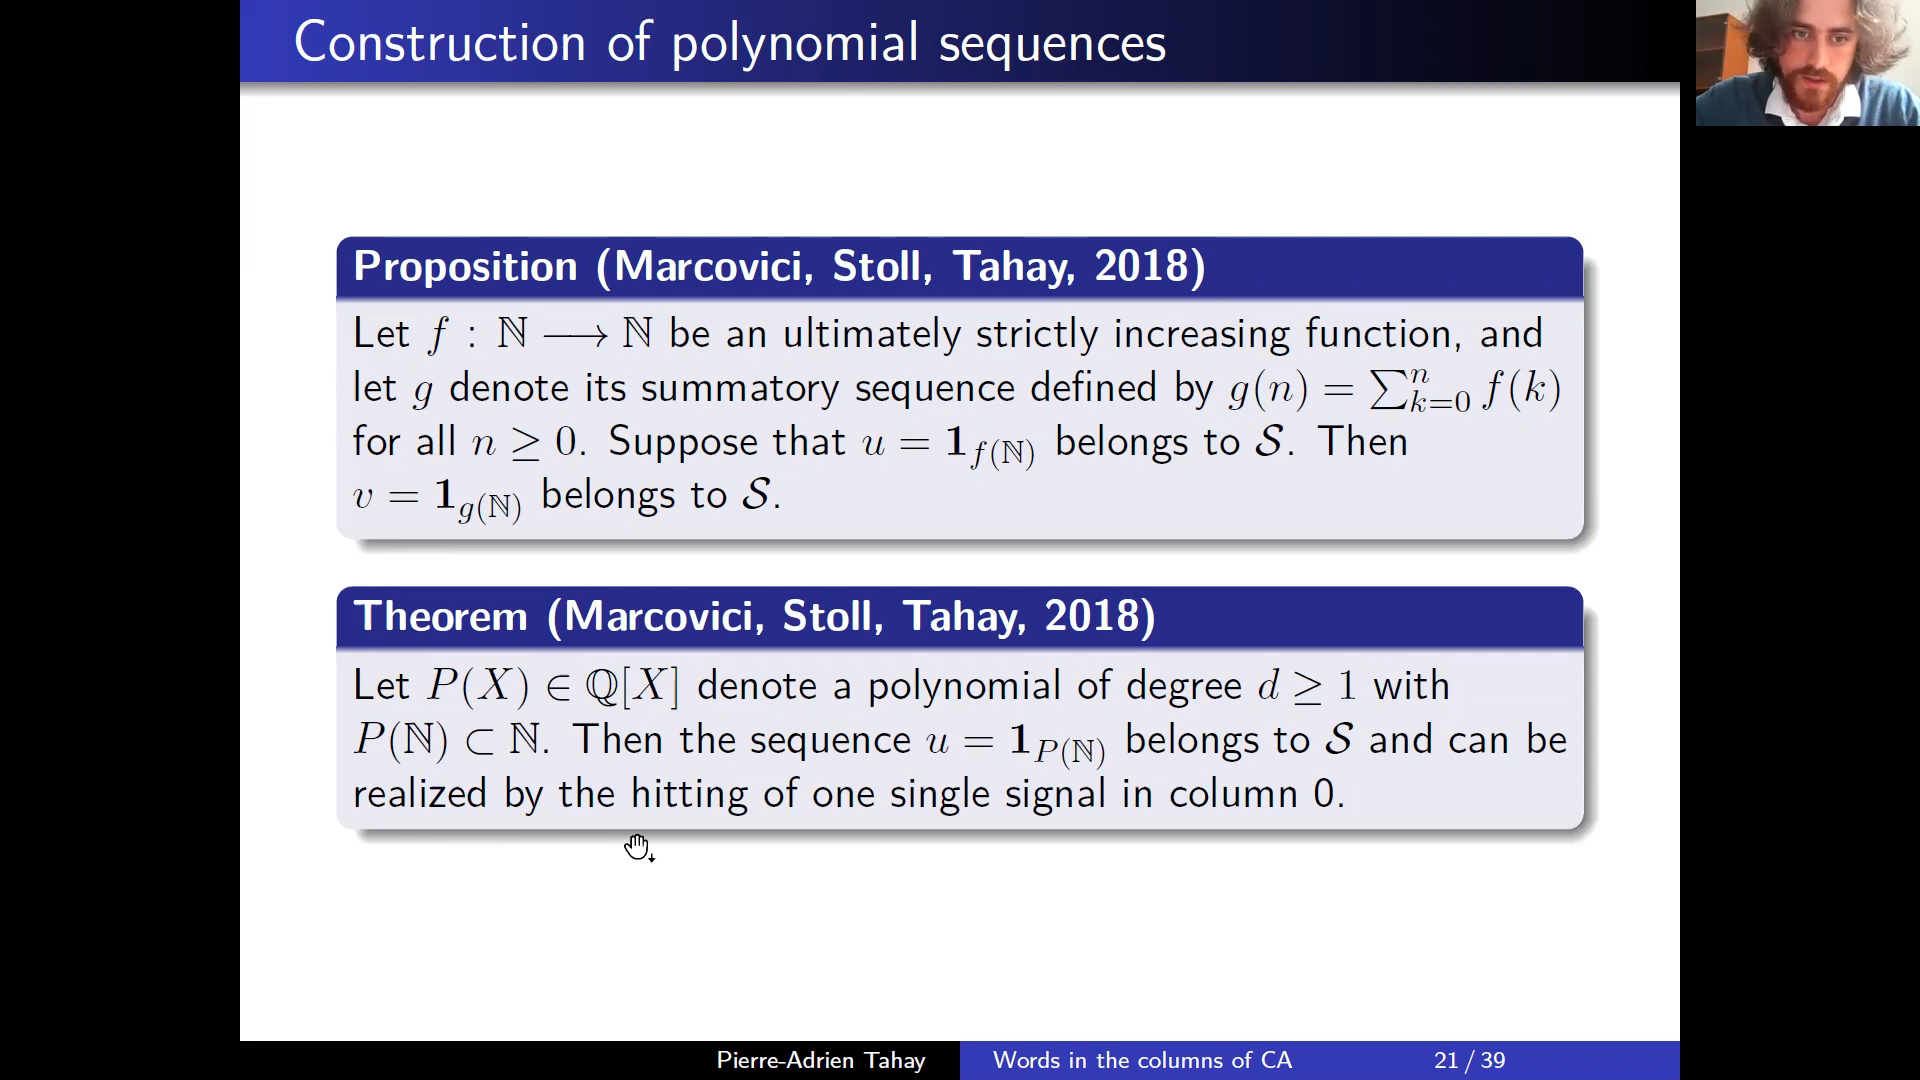 Construction of polynomial sequences
Proposition (Marcovici, Stoll, Tahay, 2018)
Let f : ℕ ⟶ ℕ be an ultimately strictly increasing function, and
let g denote its summatory sequence defined by g(n) = ∑ⁿₖ₌₀ f(k)
for all n ≥ 0. Suppose that u = 𝟏_{f(ℕ)} belongs to 𝒮. Then
v = 𝟏_{g(ℕ)} belongs to 𝒮.
Theorem (Marcovici, Stoll, Tahay, 2018)
Let P(X) ∈ ℚ[X] denote a polynomial of degree d ≥ 1 with
P(ℕ) ⊂ ℕ. Then the sequence u = 𝟏_{P(ℕ)} belongs to 𝒮 and can be
realized by the hitting of one single signal in column 0.
Pierre-Adrien Tahay
Words in the columns of CA
21 / 39